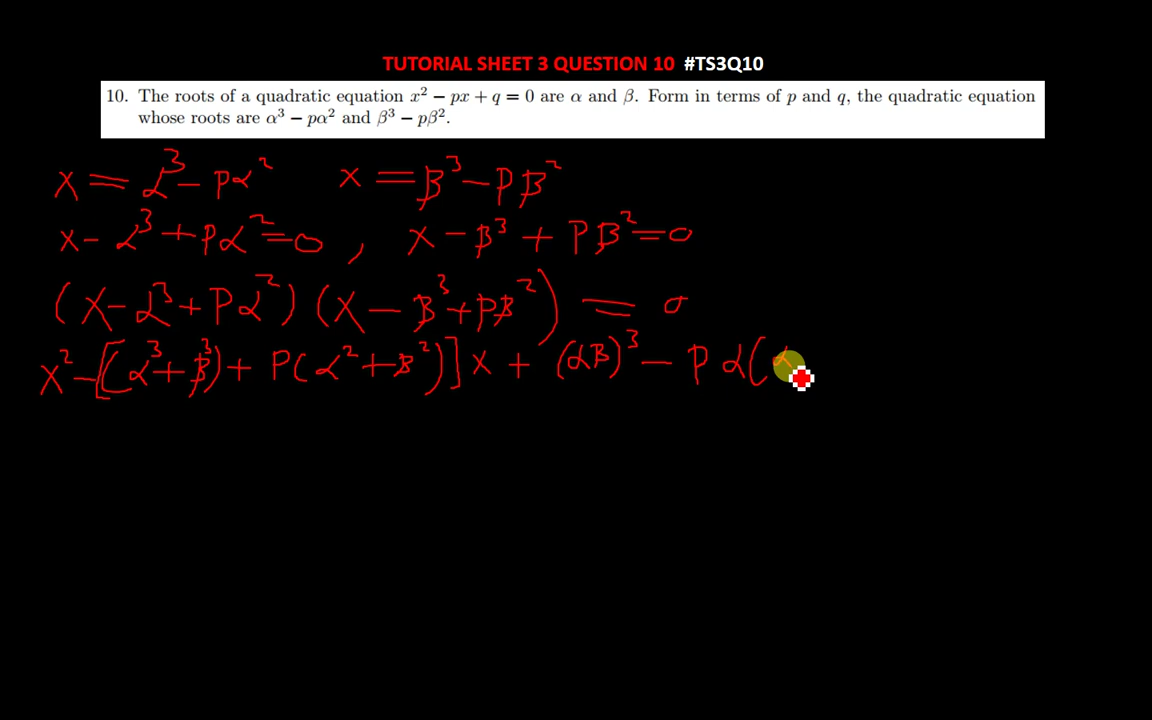 TUTORIAL SHEET 3 QUESTION 10 #TS3Q10
10. The roots of a quadratic equation x² − px + q = 0 are α and β. Form in terms of p and q, the quadratic equation
whose roots are α³ − pα² and β³ − pβ².
x = α³ − pα² x = β³ − pβ²
x − α³ + pα² = 0 , x − β³ + pβ² = 0
(x − α³ + pα²) (x − β³ + pβ²) = 0
x² − [(α³ + β³) + p(α² + β²)] x + (αβ)³ − p α(α